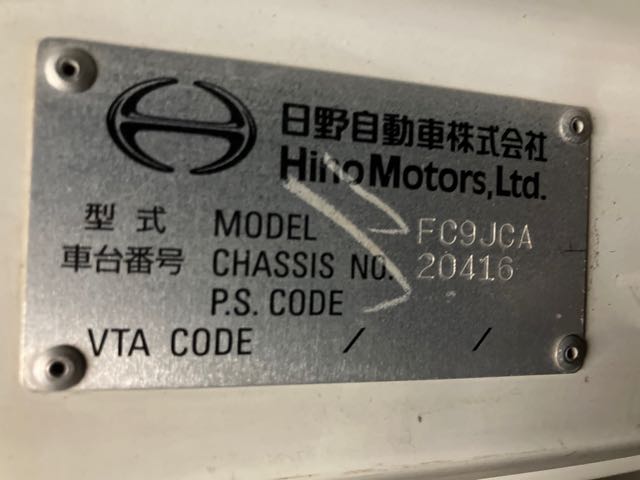 日野自動車株式会社
Hino Motors, Ltd.
型式 MODEL FC9JCA
車台番号 CHASSIS NO. 20416
P.S. CODE
VTA CODE / /